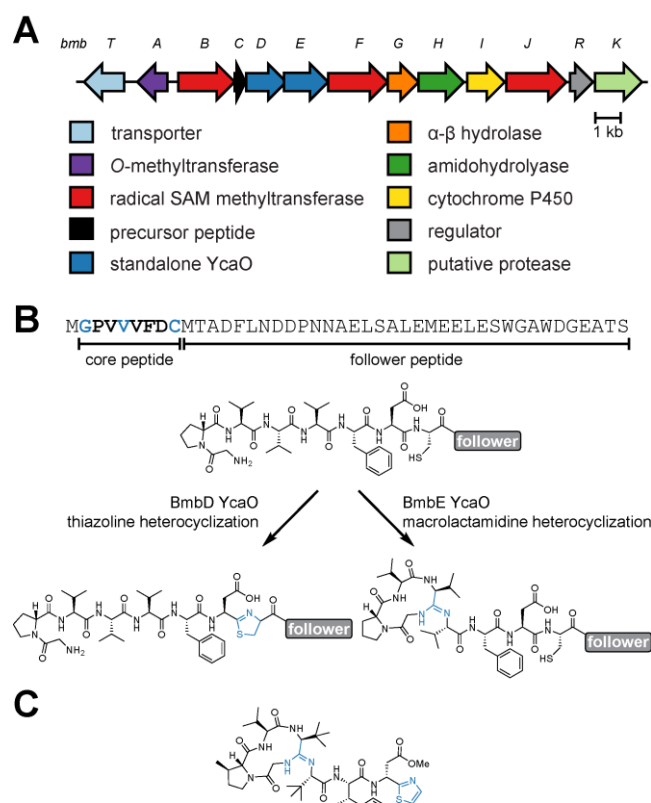 A
bmb T A B C D E F G H I J R K
1 kb
transporter
O-methyltransferase
radical SAM methyltransferase
precursor peptide
standalone YcaO
α-β hydrolase
amidohydrolyase
cytochrome P450
regulator
putative protease
B
MGPVVVFDCMTADFLNDDPNNAELSALEMEELESWGAWDGEATS
core peptide
follower peptide
O
NH
HN
OH
N
NH2
HS
follower
BmbD YcaO
thiazoline heterocyclization
BmbE YcaO
macrolactamidine heterocyclization
follower
follower
C
OMe